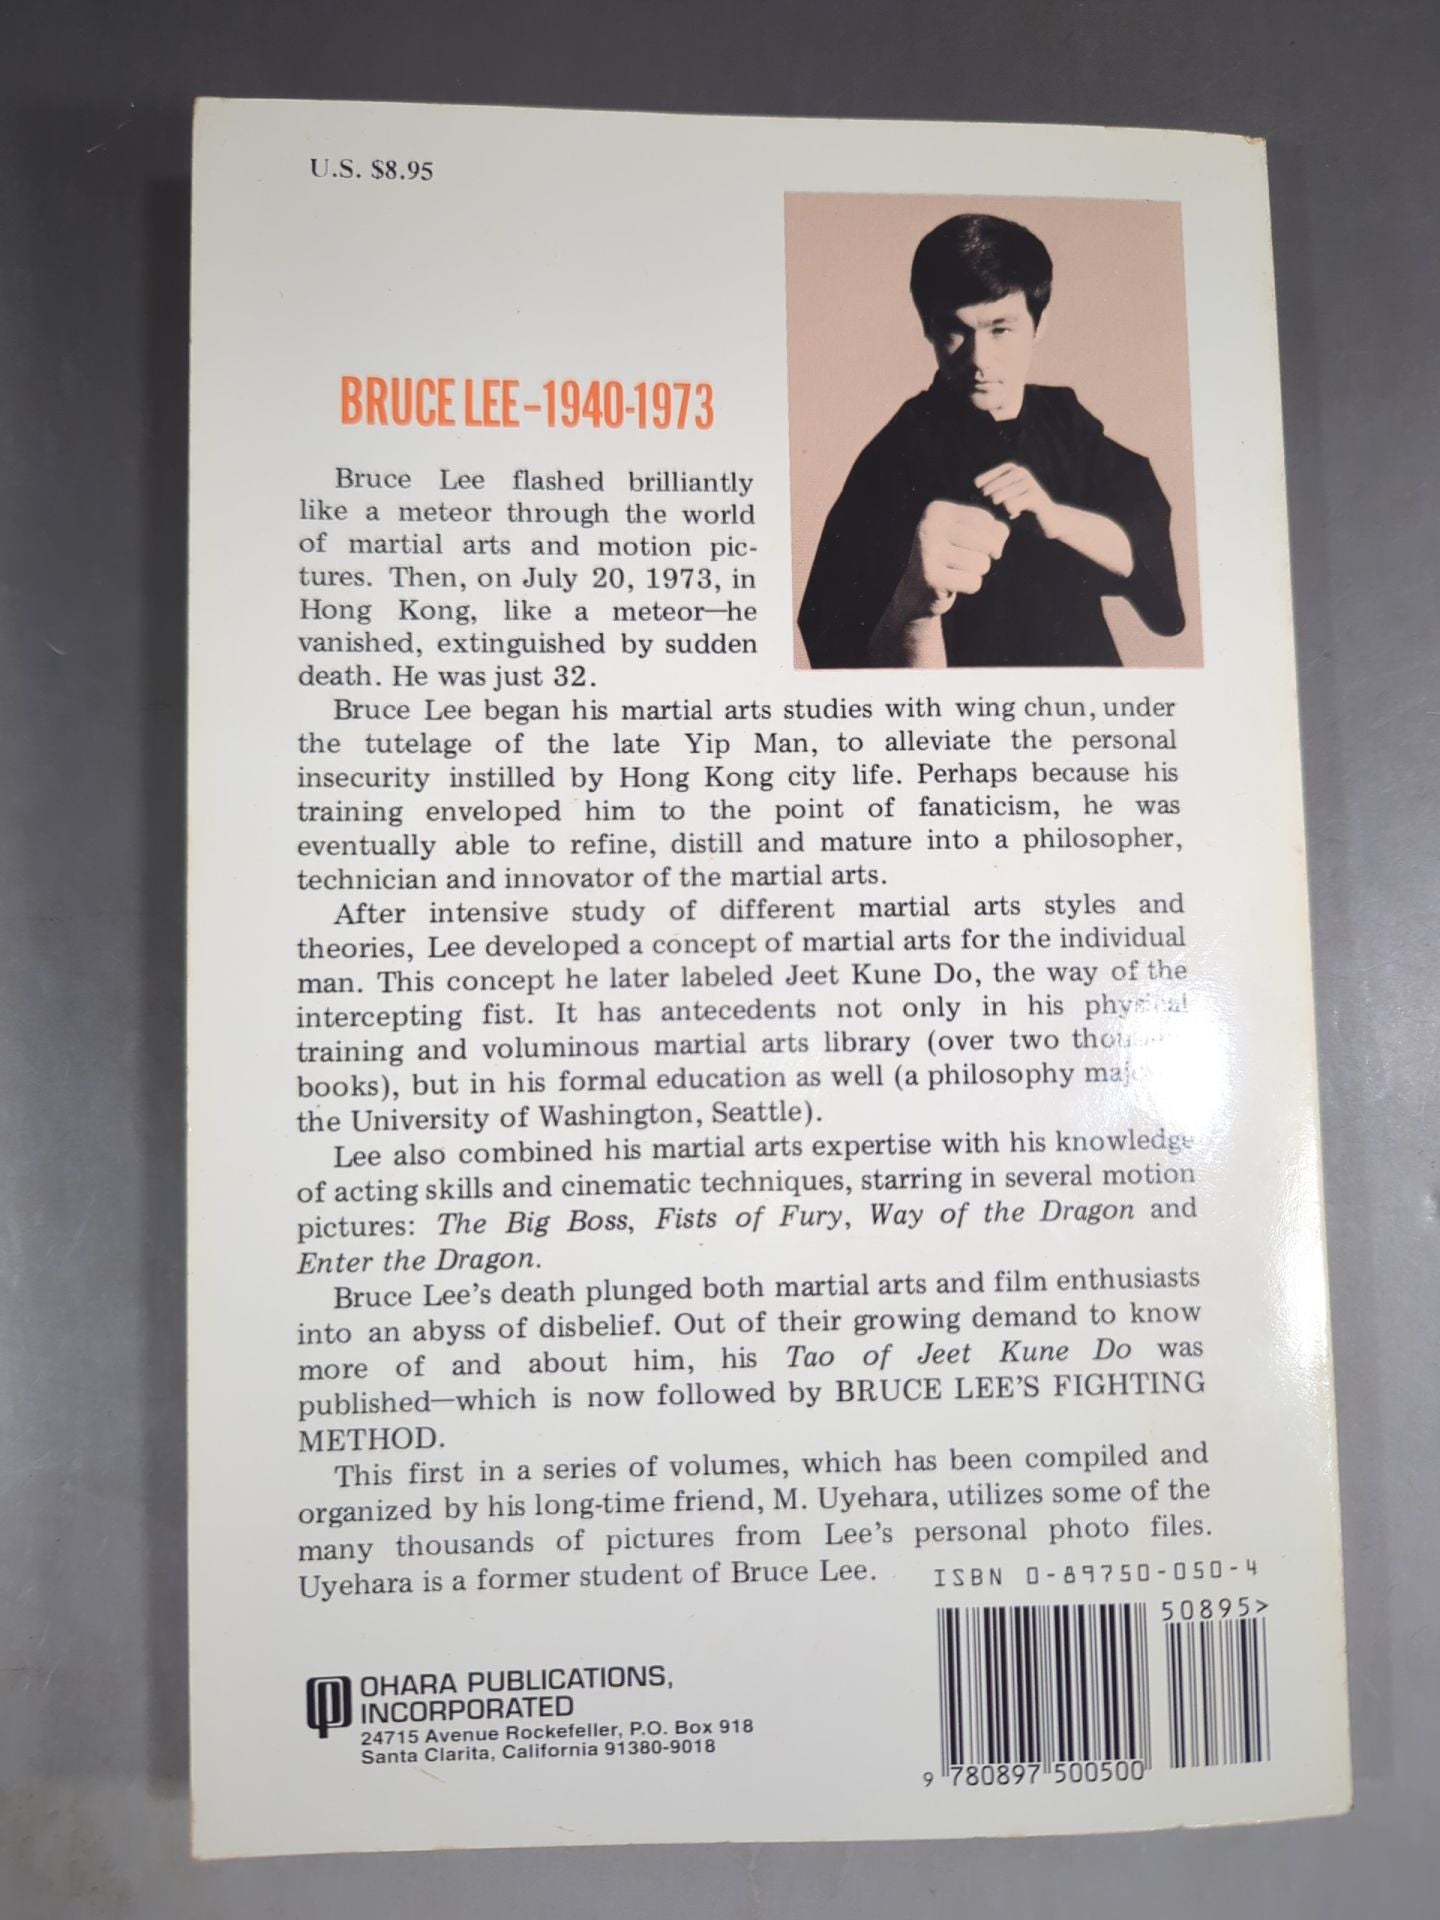 U.S. $8.95
BRUCE LEE–1940-1973
Bruce Lee flashed brilliantly
like a meteor through the world
of martial arts and motion pic-
tures. Then, on July 20, 1973, in
Hong Kong, like a meteor—he
vanished, extinguished by sudden
death. He was just 32.
Bruce Lee began his martial arts studies with wing chun, under
the tutelage of the late Yip Man, to alleviate the personal
insecurity instilled by Hong Kong city life. Perhaps because his
training enveloped him to the point of fanaticism, he was
eventually able to refine, distill and mature into a philosopher,
technician and innovator of the martial arts.
After intensive study of different martial arts styles and
theories, Lee developed a concept of martial arts for the individual
man. This concept he later labeled Jeet Kune Do, the way of the
intercepting fist. It has antecedents not only in his physical
training and voluminous martial arts library (over two
books), but in his formal education as well (a philosophy
the University of Washington, Seattle).
Lee also combined his martial arts expertise with his knowledge
of acting skills and cinematic techniques, starring in several motion
pictures: The Big Boss, Fists of Fury, Way of the Dragon and
Enter the Dragon.
Bruce Lee's death plunged both martial arts and film enthusiasts
into an abyss of disbelief. Out of their growing demand to know
more of and about him, his Tao of Jeet Kune Do was
published—which is now followed by BRUCE LEE'S FIGHTING
METHOD.
This first in a series of volumes, which has been compiled and
organized by his long-time friend, M. Uyehara, utilizes some of the
many thousands of pictures from Lee's personal photo files.
Uyehara is a former student of Bruce Lee.
ISBN 0-89750-050-4
50895>
9 780897 500500
OHARA PUBLICATIONS,
INCORPORATED
24715 Avenue Rockefeller, P.O. Box 918
Santa Clarita, California 91380-9018